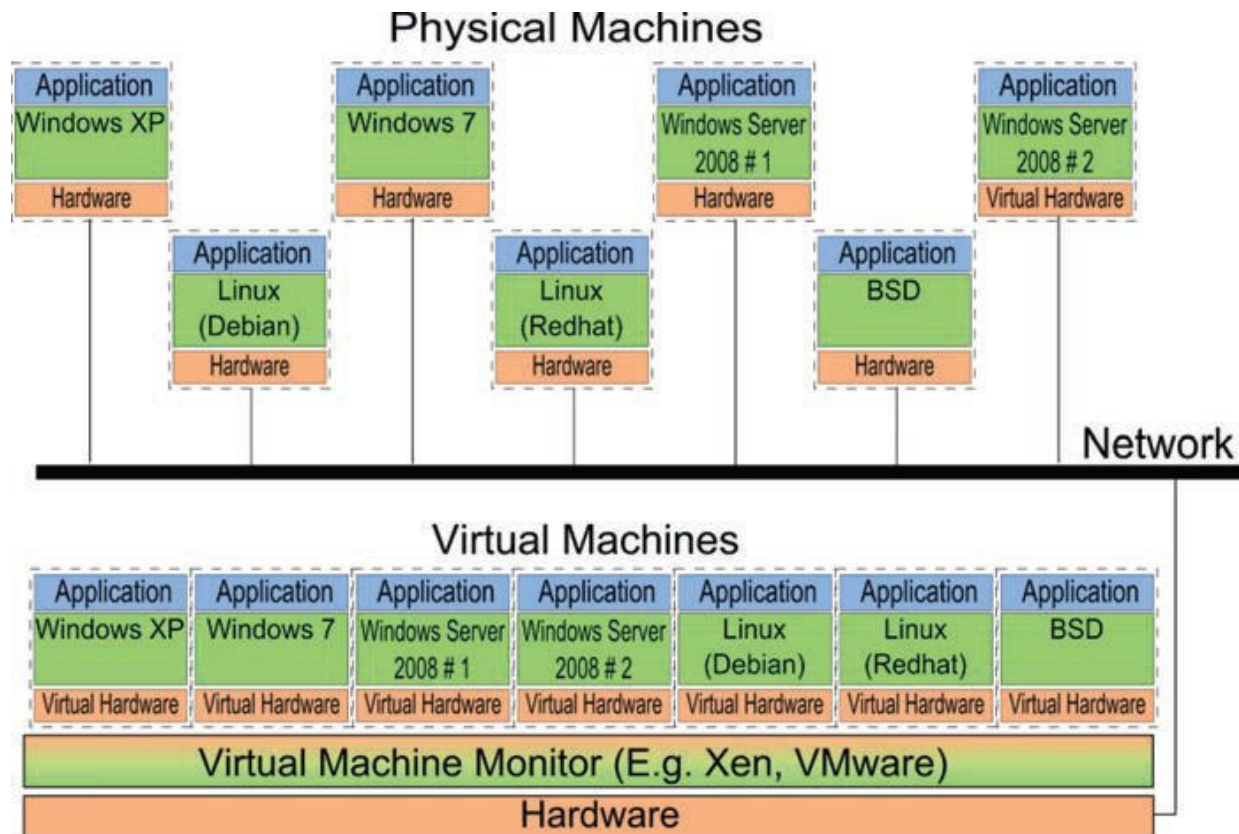 Physical Machines
Application
Windows XP
Hardware
Application
Windows 7
Hardware
Application
Windows Server
2008 # 1
Hardware
Application
Windows Server
2008 # 2
Virtual Hardware
Application
Linux
(Debian)
Hardware
Application
Linux
(Redhat)
Hardware
Application
BSD
Hardware
Network
Virtual Machines
Application
Windows XP
Virtual Hardware
Application
Windows 7
Virtual Hardware
Application
Windows Server
2008 # 1
Virtual Hardware
Application
Windows Server
2008 # 2
Virtual Hardware
Application
Linux
(Debian)
Virtual Hardware
Application
Linux
(Redhat)
Virtual Hardware
Application
BSD
Virtual Hardware
Virtual Machine Monitor (E.g. Xen, VMware)
Hardware